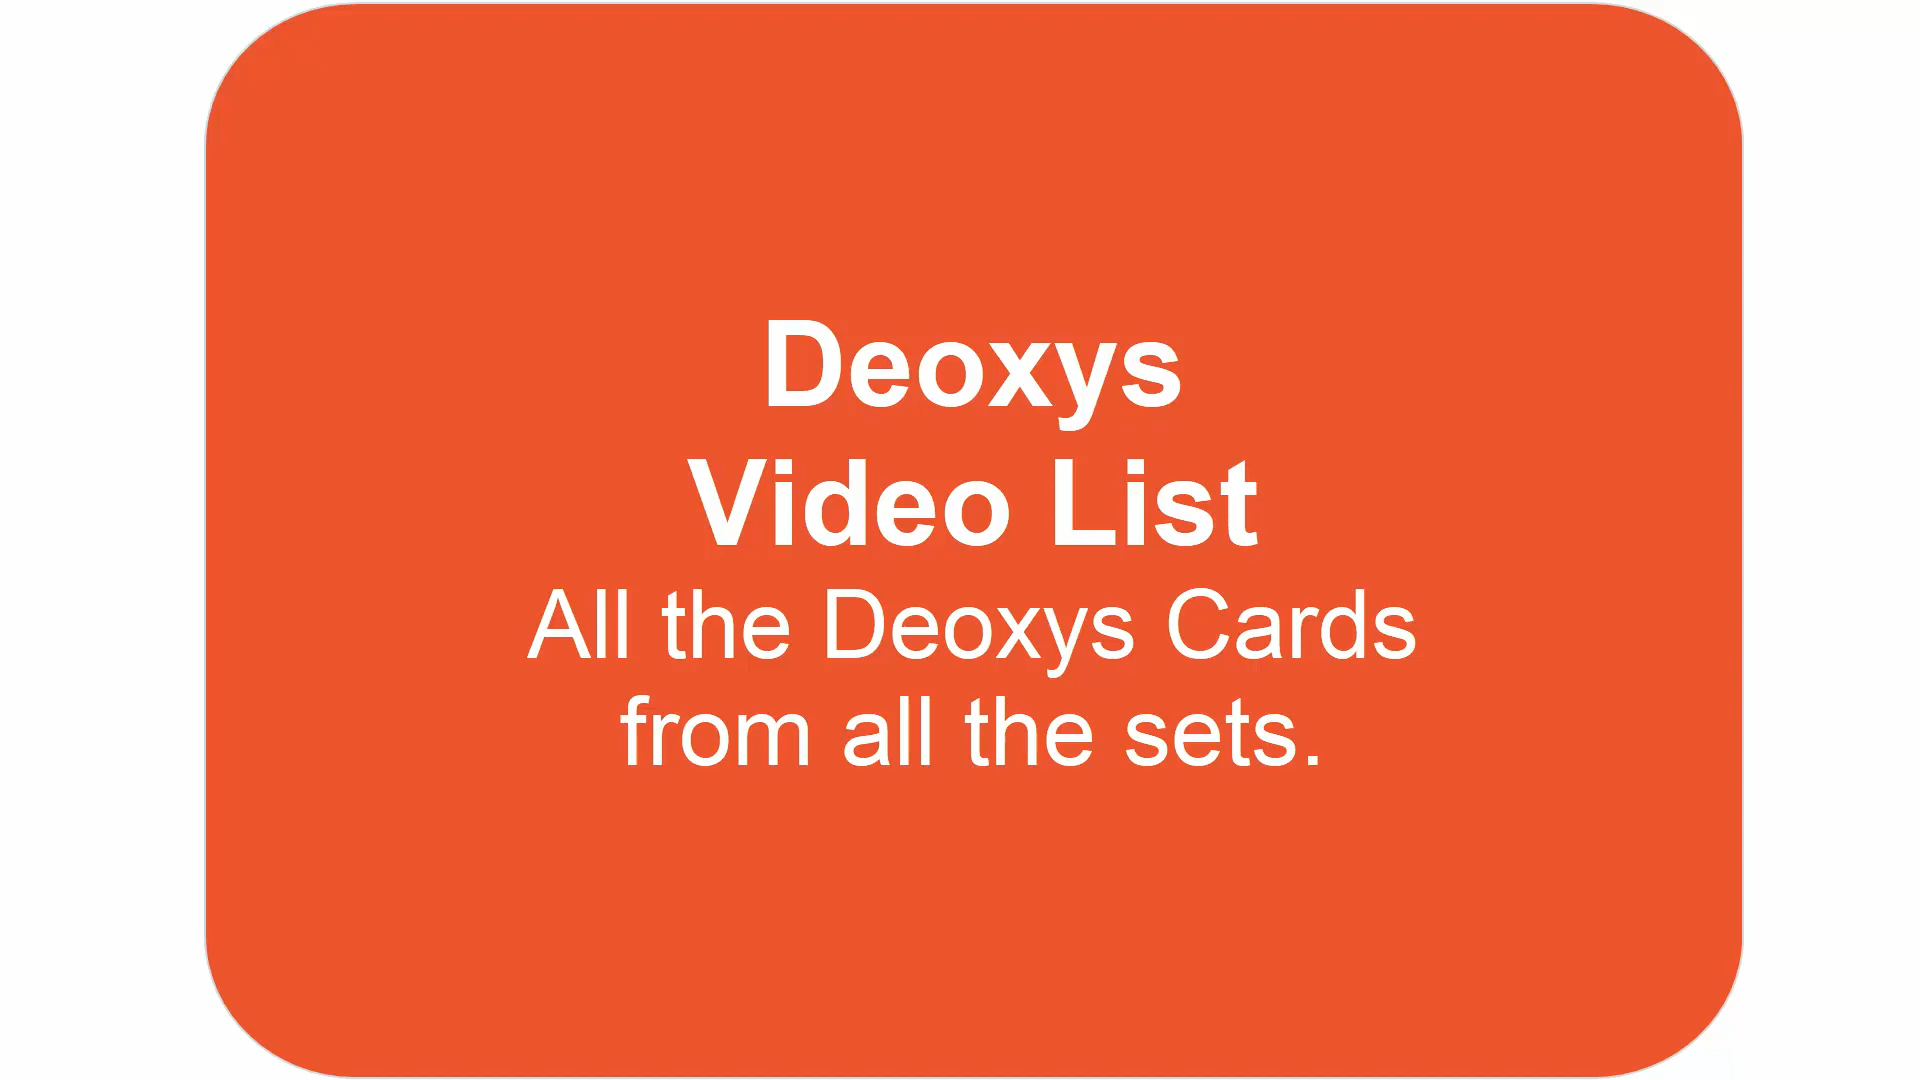 Deoxys
Video List
All the Deoxys Cards
from all the sets.